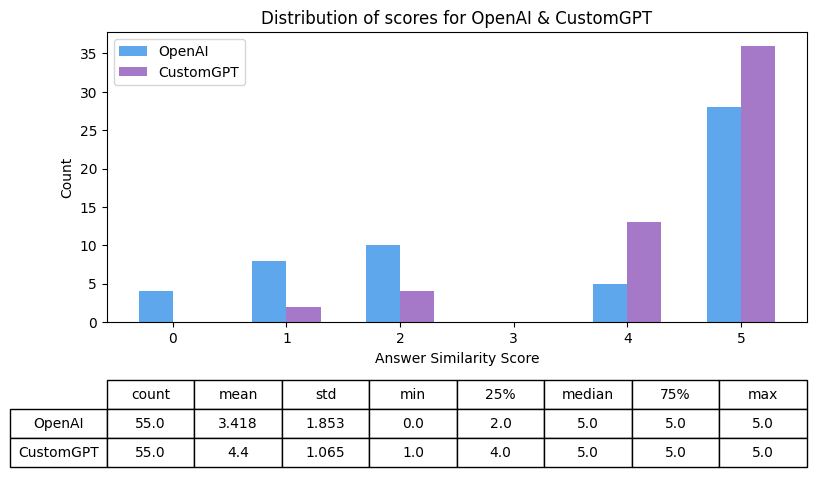 Distribution of scores for OpenAI & CustomGPT
OpenAI
CustomGPT
Count
35
30
25
20
15
10
5
0
0 1 2 3 4 5
Answer Similarity Score
count mean std min 25% median 75% max
OpenAI 55.0 3.418 1.853 0.0 2.0 5.0 5.0 5.0
CustomGPT 55.0 4.4 1.065 1.0 4.0 5.0 5.0 5.0